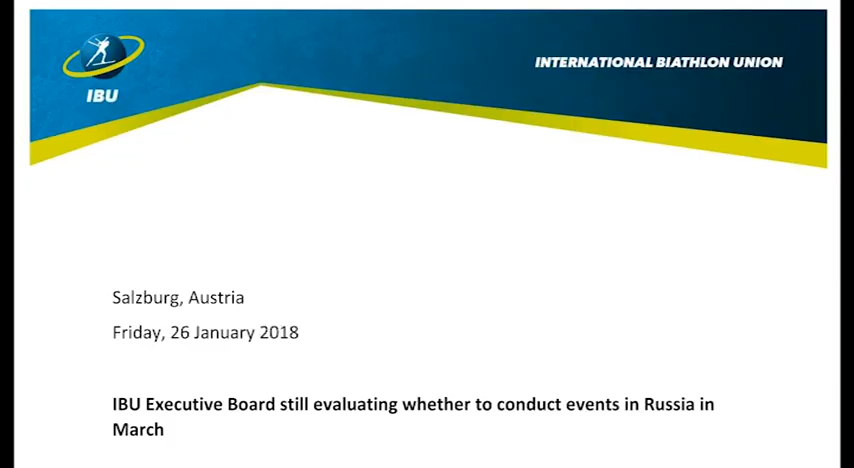 INTERNATIONAL BIATHLON UNION
IBU
Salzburg, Austria
Friday, 26 January 2018
IBU Executive Board still evaluating whether to conduct events in Russia in
March